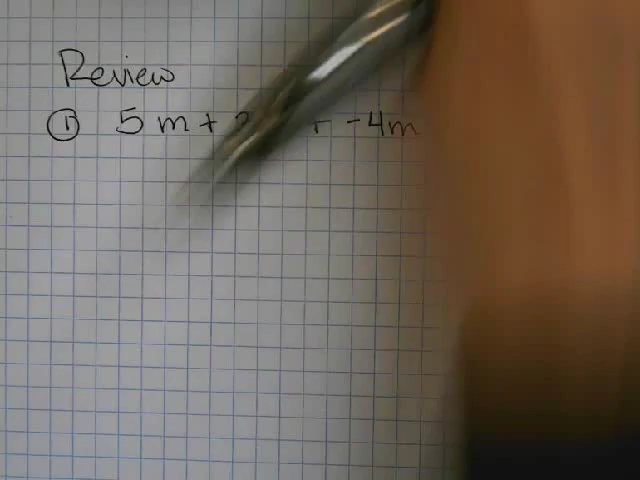 Review
① 5m + + -4m